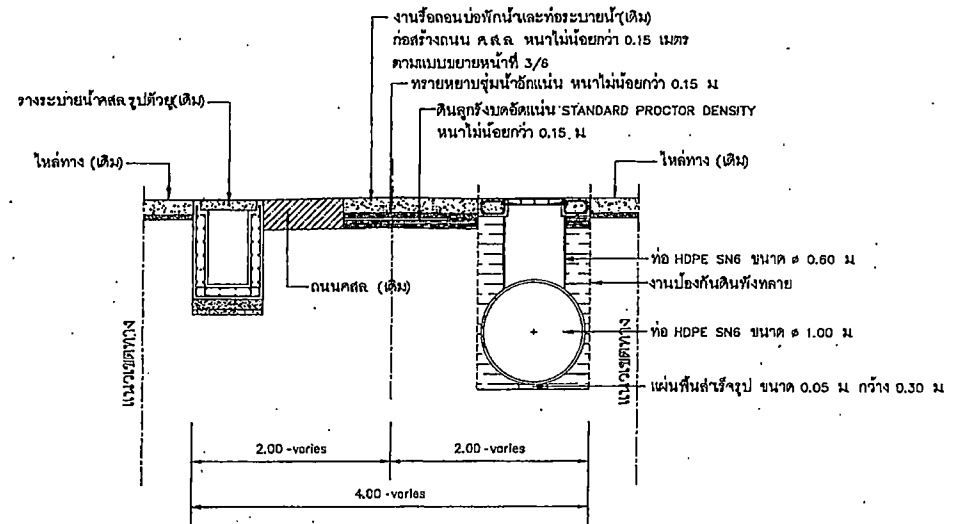 งานรื้อถอนบ่อพักน้ำและท่อระบายน้ำ(เดิม)
ก่อสร้างถนน ค.ส.ล. หนาไม่น้อยกว่า 0.15 เมตร
ตามแบบขยายหน้าที่ 3/6
ทรายหยาบชุ่มน้ำอัดแน่น หนาไม่น้อยกว่า 0.15 ม
รางระบายน้ำคสล รูปตัวยู(เดิม)
ดินลูกรังบดอัดแน่น STANDARD PROCTOR DENSITY
หนาไม่น้อยกว่า 0.15 ม
ไหล่ทาง (เดิม)
ไหล่ทาง (เดิม)
ท่อ HDPE SN6 ขนาด ø 0.60 ม
งานป้องกันดินพังทลาย
ถนนคสล (เดิม)
ท่อ HDPE SN6 ขนาด ø 1.00 ม
แนวเขตทาง
แนวเขตทาง
แผ่นพื้นสำเร็จรูป ขนาด 0.05 ม กว้าง 0.30 ม
2.00 -varies
2.00 -varies
4.00 -varies